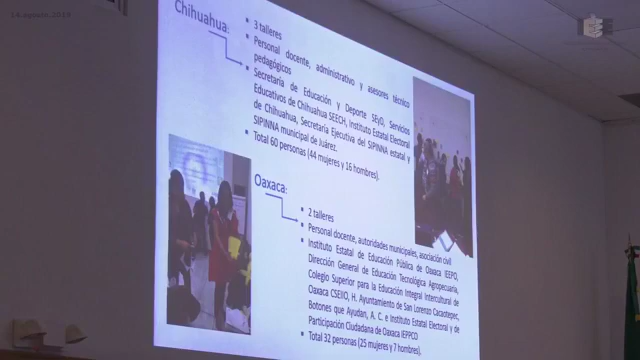 Chihuahua:
• 3 talleres
• Personal docente, administrativo y asesores técnico
pedagógicos
• Secretaría de Educación y Deporte SEyD, Servicios
Educativos de Chihuahua SEECH, Instituto Estatal Electoral
de Chihuahua, Secretaría Ejecutiva del SIPINNA estatal y
SIPINNA municipal de Juárez.
• Total 60 personas (44 mujeres y 16 hombres).
Oaxaca:
• 2 talleres
• Personal docente, autoridades municipales, asociación civil
• Instituto Estatal de Educación Pública de Oaxaca IEEPO,
Dirección General de Educación Tecnológica Agropecuaria,
Colegio Superior para la Educación Integral Intercultural de
Oaxaca CSEIIO, H. Ayuntamiento de San Lorenzo Cacaotepec,
Botones que Ayudan, A. C. e Instituto Estatal Electoral y de
Participación Ciudadana de Oaxaca IEPPCO
• Total 32 personas (25 mujeres y 7 hombres).